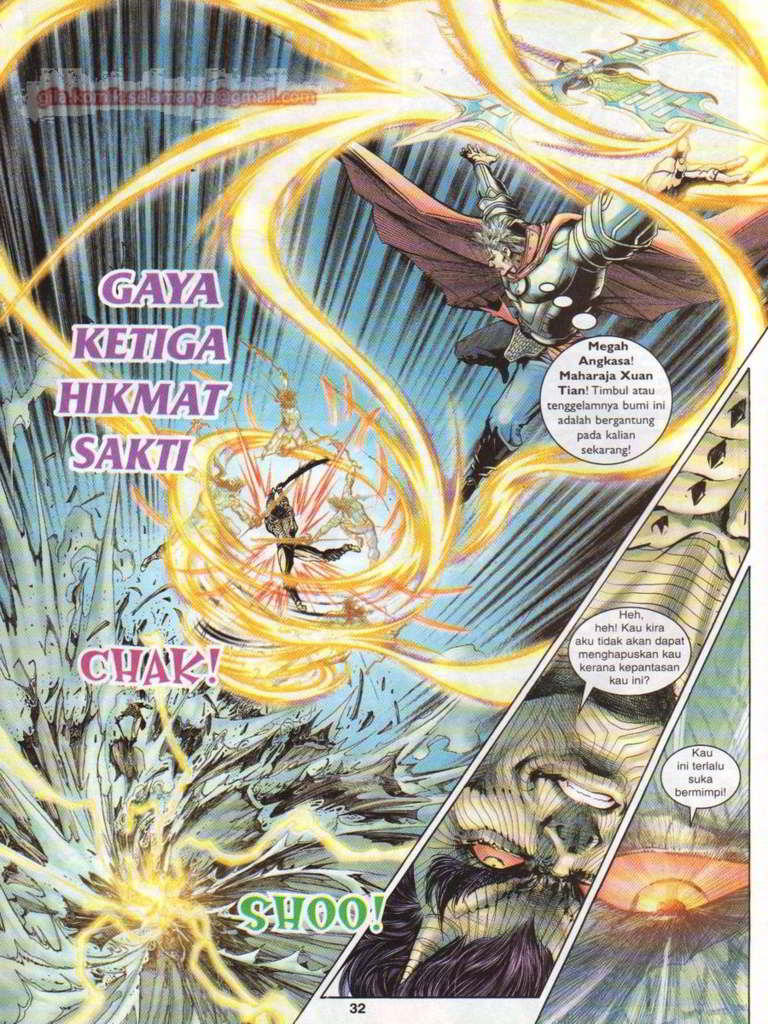 gila.komikselamanya@gmail.com
GAYA
KETIGA
HIKMAT
SAKTI
Megah
Angkasa!
Maharaja Xuan
Tian! Timbul atau
tenggelamnya bumi ini
adalah bergantung
pada kalian
sekarang!
Heh,
heh! Kau kira
aku tidak akan dapat
menghapuskan kau
kerana kepantasan
kau ini?
CHAK!
Kau
ini terlalu
suka
bermimpi!
SHOO!
32